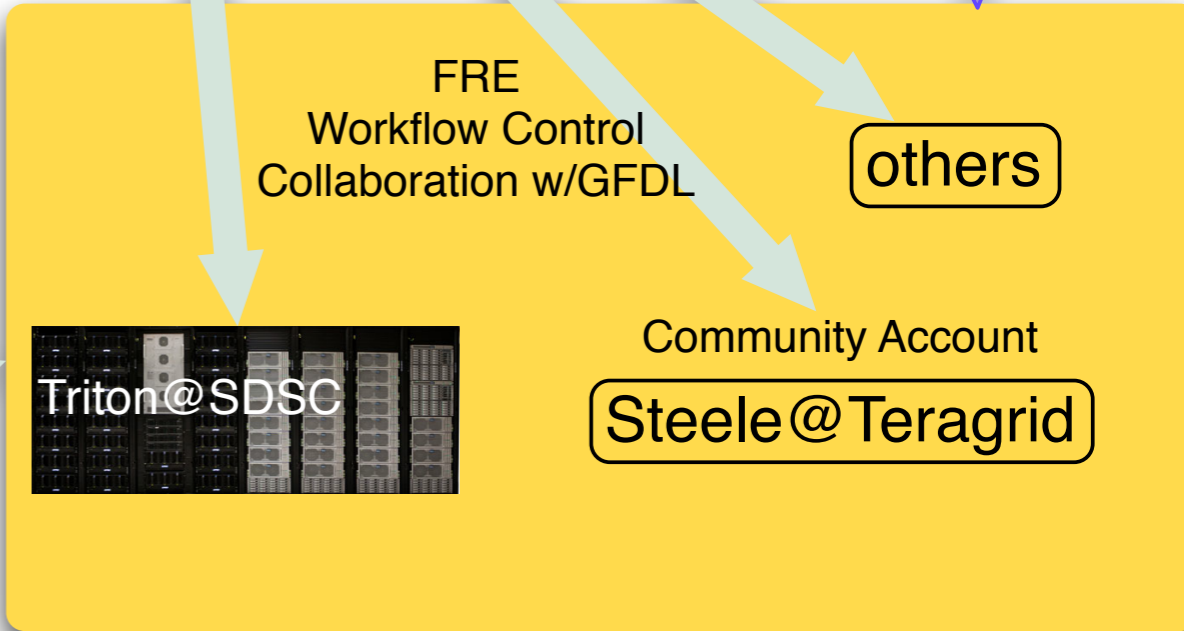 FRE
Workflow Control
Collaboration w/GFDL
others
Community Account
Triton@SDSC
Steele@Teragrid